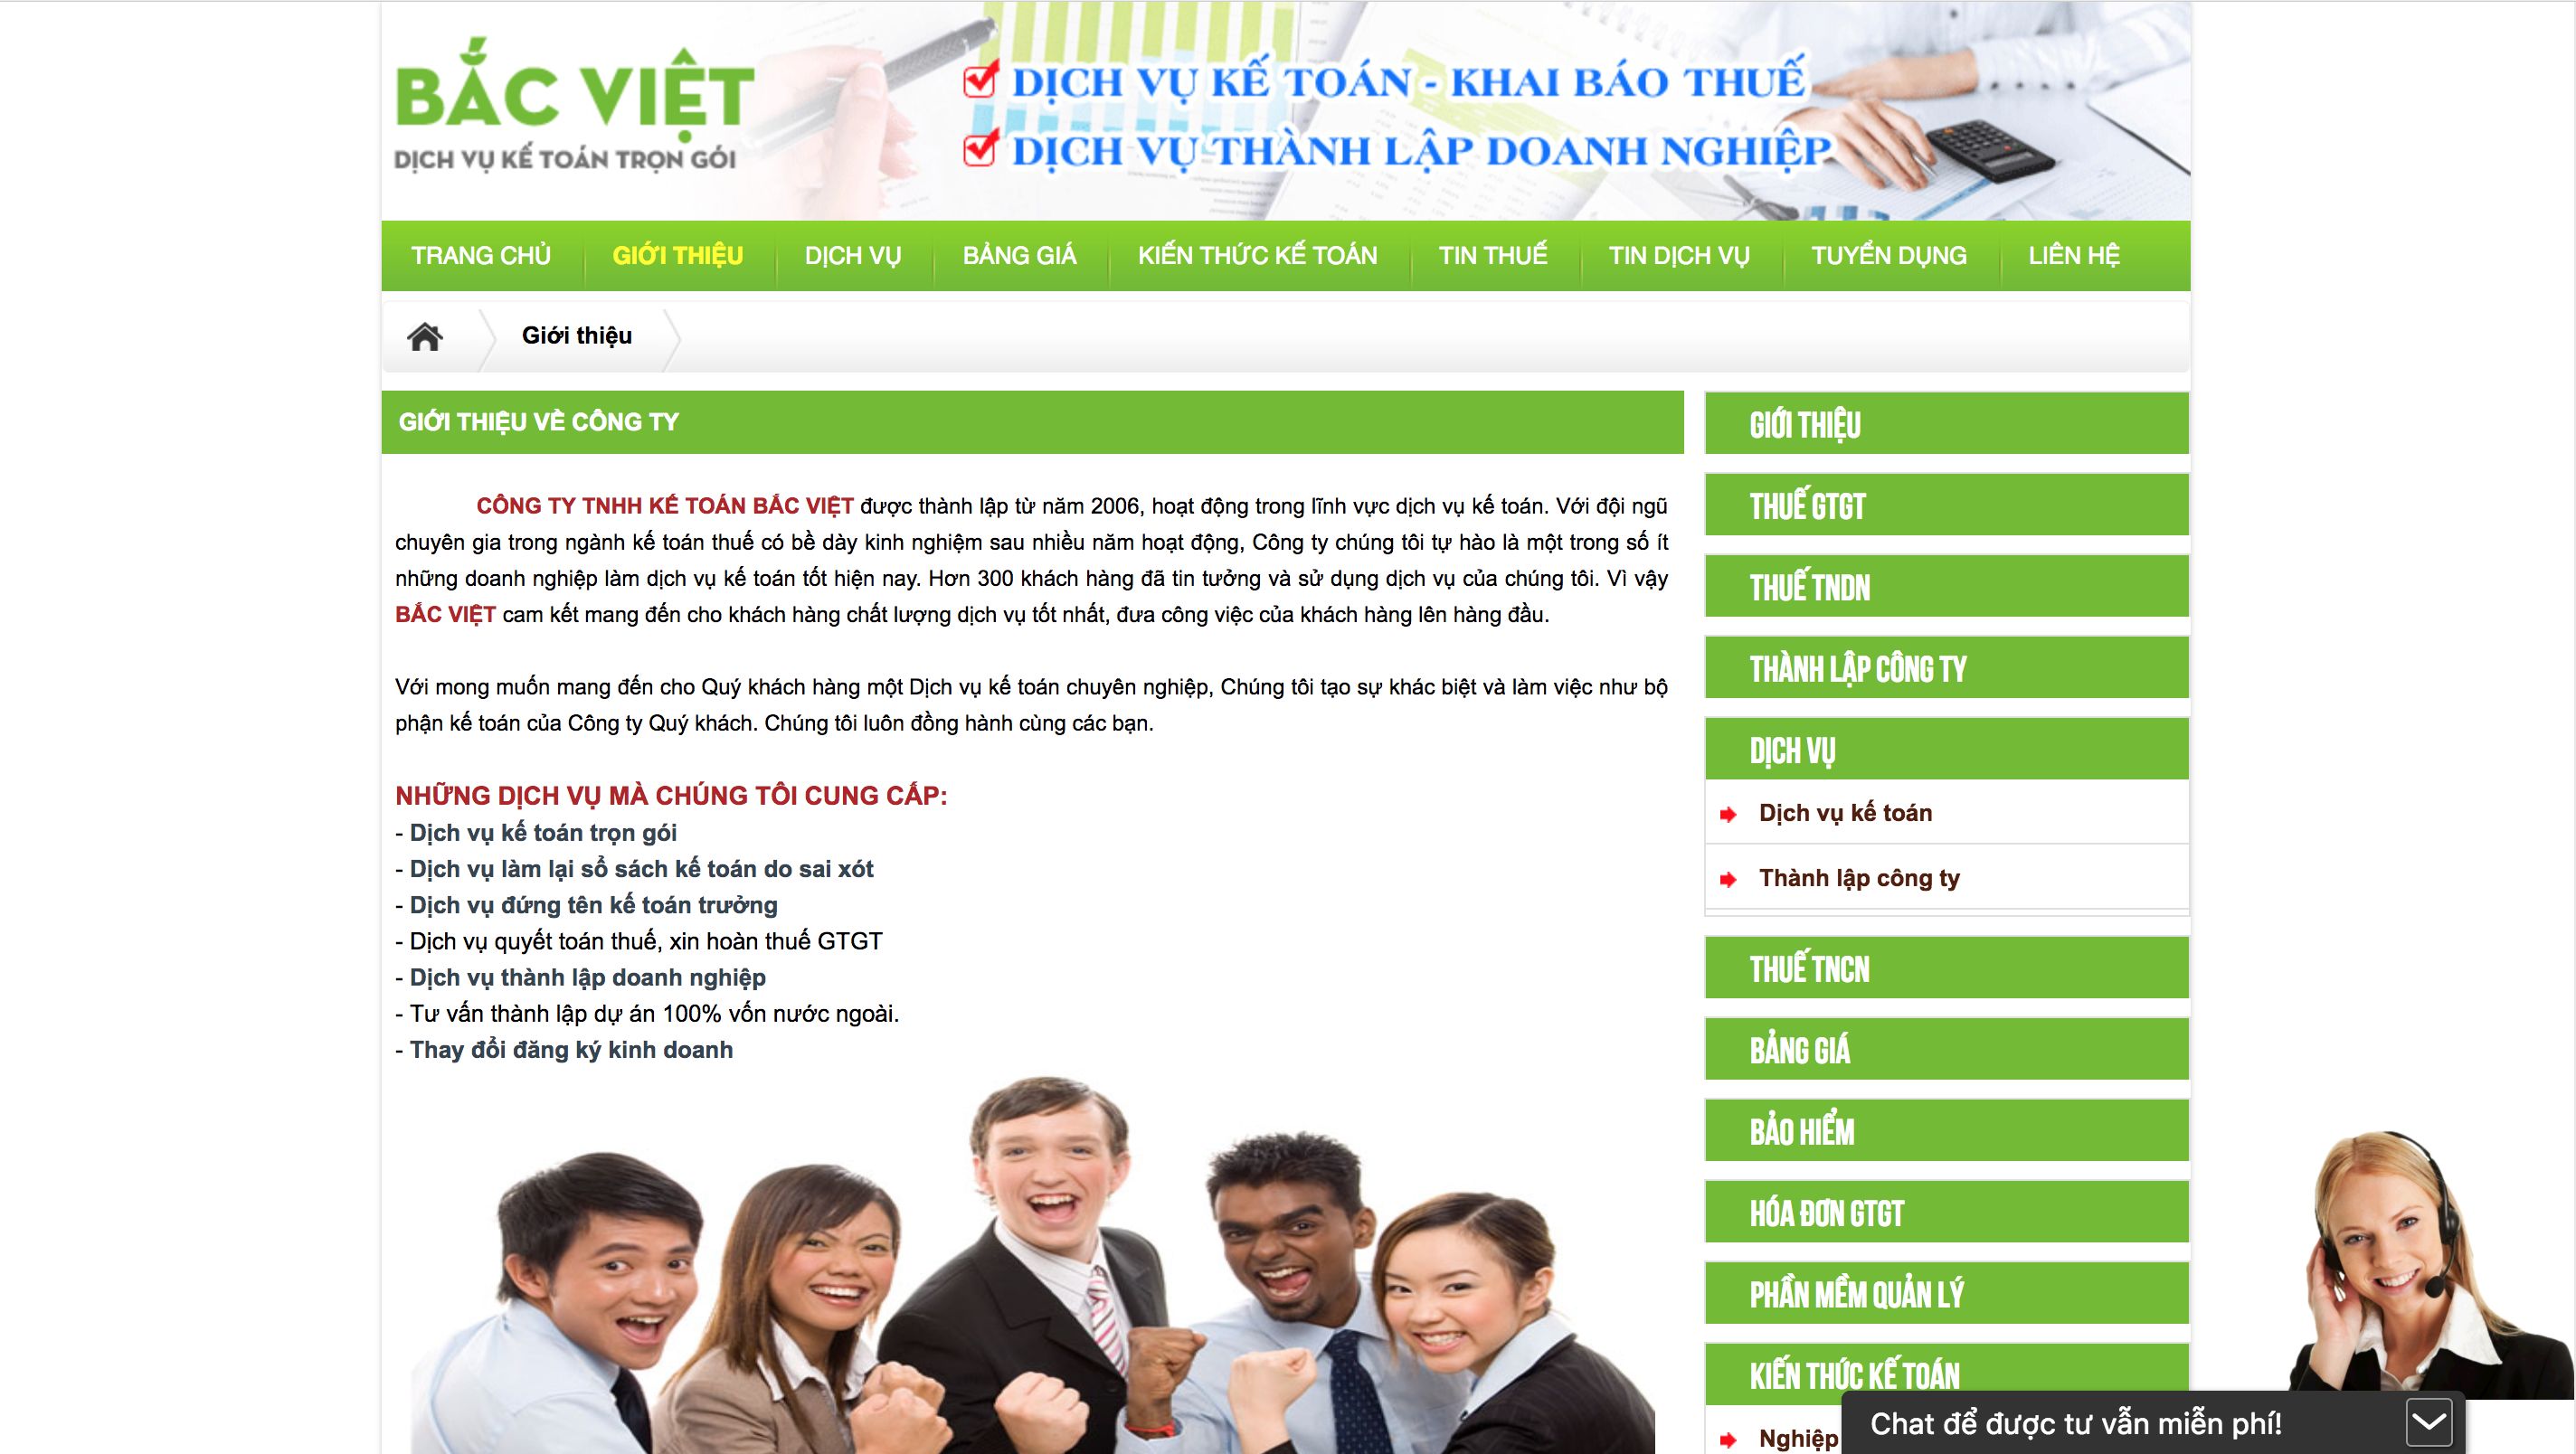 BẮC VIỆT
DỊCH VỤ KẾ TOÁN TRỌN GÓI
DỊCH VỤ KẾ TOÁN - KHAI BÁO THUẾ
DỊCH VỤ THÀNH LẬP DOANH NGHIỆP
TRANG CHỦ GIỚI THIỆU DỊCH VỤ BẢNG GIÁ KIẾN THỨC KẾ TOÁN TIN THUẾ TIN DỊCH VỤ TUYỂN DỤNG LIÊN HỆ
Giới thiệu
GIỚI THIỆU VỀ CÔNG TY
CÔNG TY TNHH KẾ TOÁN BẮC VIỆT được thành lập từ năm 2006, hoạt động trong lĩnh vực dịch vụ kế toán. Với đội ngũ
chuyên gia trong ngành kế toán thuế có bề dày kinh nghiệm sau nhiều năm hoạt động, Công ty chúng tôi tự hào là một trong số ít
những doanh nghiệp làm dịch vụ kế toán tốt hiện nay. Hơn 300 khách hàng đã tin tưởng và sử dụng dịch vụ của chúng tôi. Vì vậy
BẮC VIỆT cam kết mang đến cho khách hàng chất lượng dịch vụ tốt nhất, đưa công việc của khách hàng lên hàng đầu.
Với mong muốn mang đến cho Quý khách hàng một Dịch vụ kế toán chuyên nghiệp, Chúng tôi tạo sự khác biệt và làm việc như bộ
phận kế toán của Công ty Quý khách. Chúng tôi luôn đồng hành cùng các bạn.
NHỮNG DỊCH VỤ MÀ CHÚNG TÔI CUNG CẤP:
- Dịch vụ kế toán trọn gói
- Dịch vụ làm lại sổ sách kế toán do sai xót
- Dịch vụ đứng tên kế toán trưởng
- Dịch vụ quyết toán thuế, xin hoàn thuế GTGT
- Dịch vụ thành lập doanh nghiệp
- Tư vấn thành lập dự án 100% vốn nước ngoài.
- Thay đổi đăng ký kinh doanh
GIỚI THIỆU
THUẾ GTGT
THUẾ TNDN
THÀNH LẬP CÔNG TY
DỊCH VỤ
Dịch vụ kế toán
Thành lập công ty
THUẾ TNCN
BẢNG GIÁ
BẢO HIỂM
HÓA ĐƠN GTGT
PHẦN MỀM QUẢN LÝ
KIẾN THỨC KẾ TOÁN
Nghiệp
Chat để được tư vẫn miễn phí!